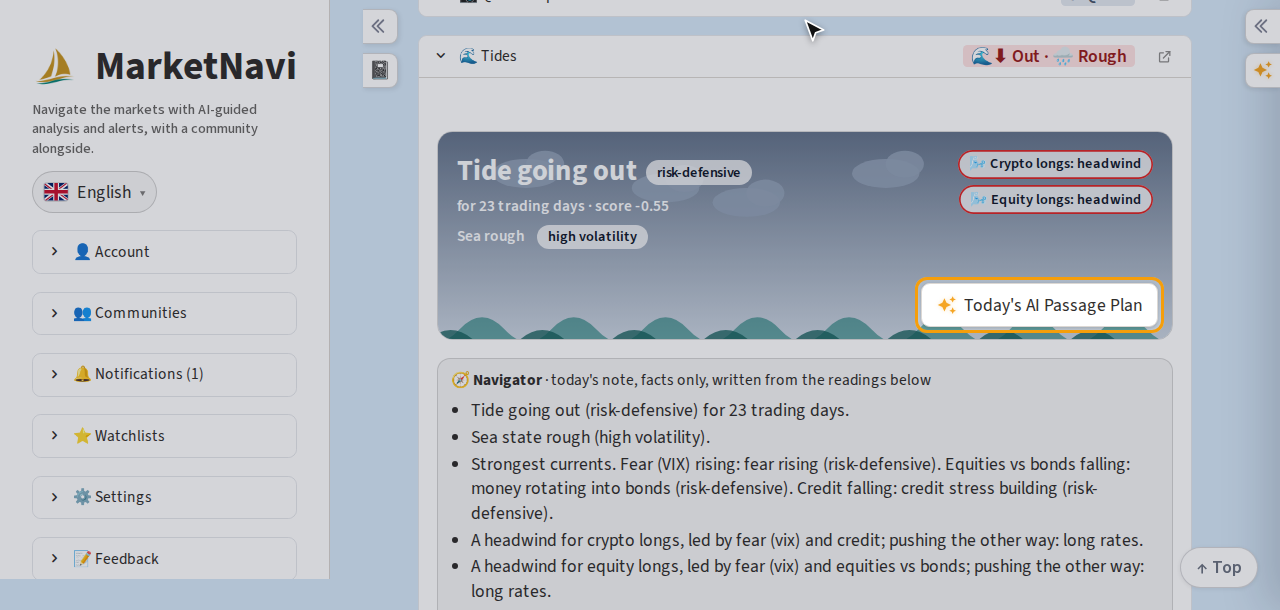 MarketNavi
Navigate the markets with AI-guided
analysis and alerts, with a community
alongside.
English
Account
Communities
Notifications (1)
Watchlists
Settings
Feedback
Tides
Out · Rough
Tide going out risk-defensive
for 23 trading days · score -0.55
Sea rough high volatility
Crypto longs: headwind
Equity longs: headwind
Today's AI Passage Plan
Navigator · today's note, facts only, written from the readings below
Tide going out (risk-defensive) for 23 trading days.
Sea state rough (high volatility).
Strongest currents. Fear (VIX) rising: fear rising (risk-defensive). Equities vs bonds falling:
money rotating into bonds (risk-defensive). Credit falling: credit stress building (risk-
defensive).
A headwind for crypto longs, led by fear (vix) and credit; pushing the other way: long rates.
A headwind for equity longs, led by fear (vix) and equities vs bonds; pushing the other way:
long rates.
Top